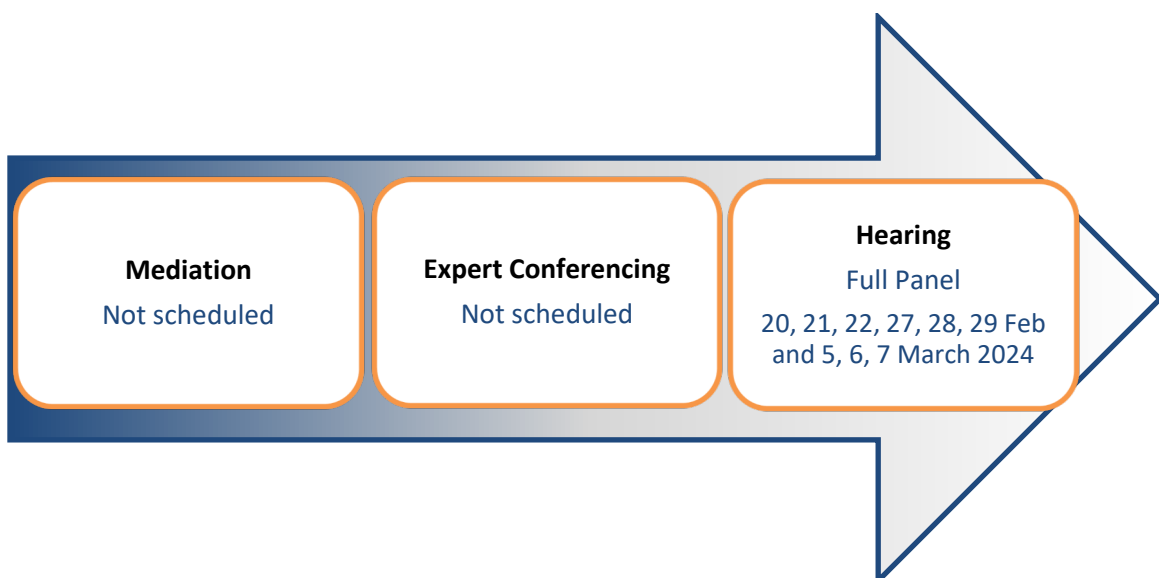 Mediation
Not scheduled
Expert Conferencing
Not scheduled
Hearing
Full Panel
20, 21, 22, 27, 28, 29 Feb
and 5, 6, 7 March 2024